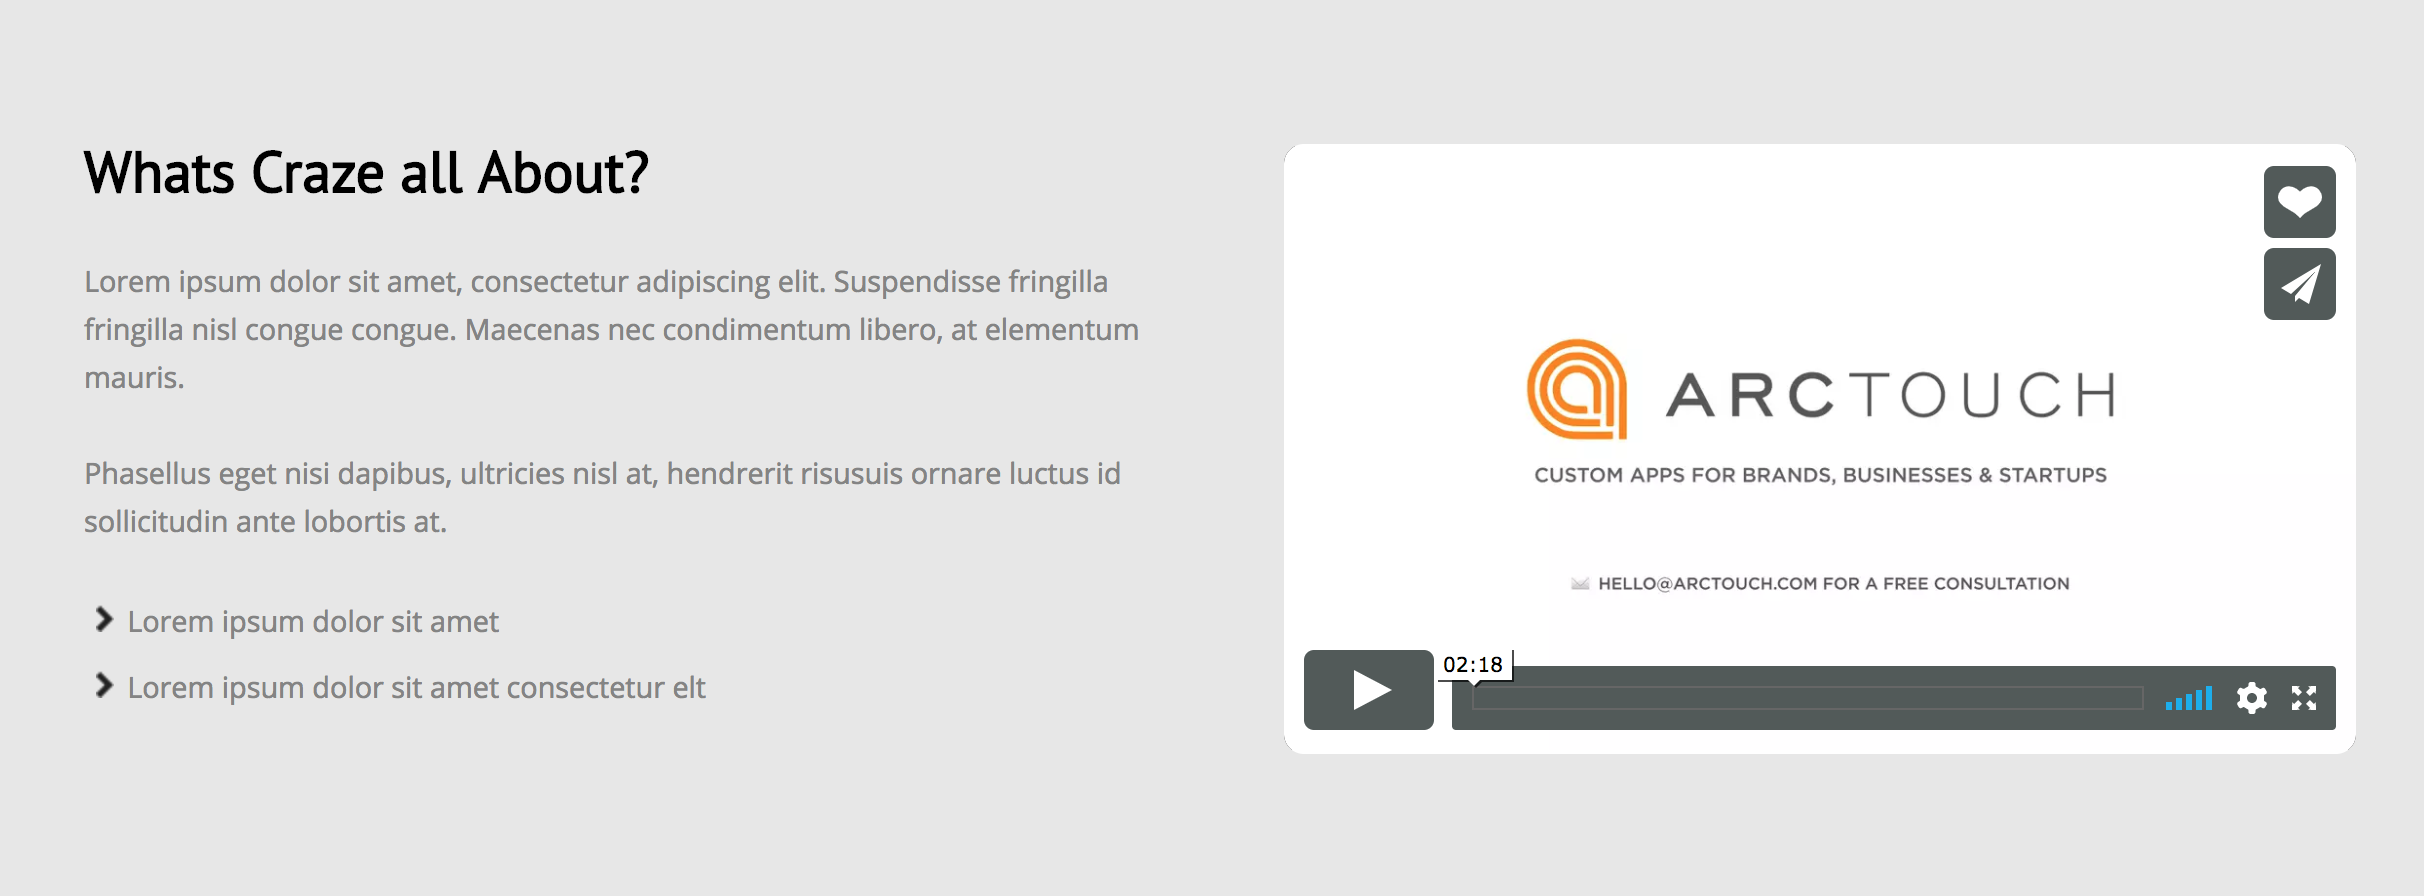 Whats Craze all About?
Lorem ipsum dolor sit amet, consectetur adipiscing elit. Suspendisse fringilla
fringilla nisl congue congue. Maecenas nec condimentum libero, at elementum
mauris.
Phasellus eget nisi dapibus, ultricies nisl at, hendrerit risusuis ornare luctus id
sollicitudin ante lobortis at.
Lorem ipsum dolor sit amet
Lorem ipsum dolor sit amet consectetur elt
ARCTOUCH
CUSTOM APPS FOR BRANDS, BUSINESSES & STARTUPS
HELLO@ARCTOUCH.COM FOR A FREE CONSULTATION
02:18